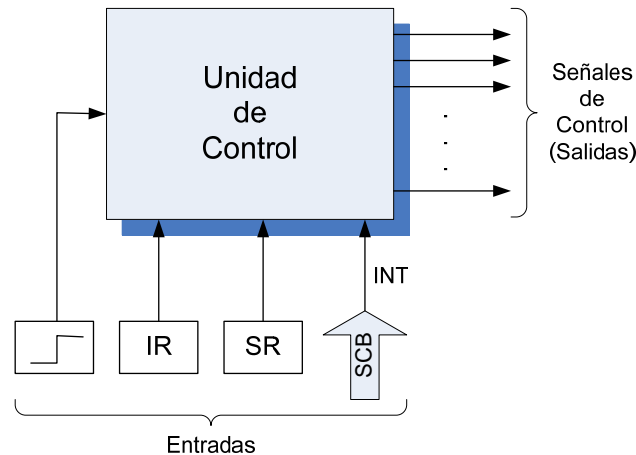 Unidad
de
Control
Señales
de
Control
(Salidas)
.
.
.
INT
IR
SR
SCB
Entradas